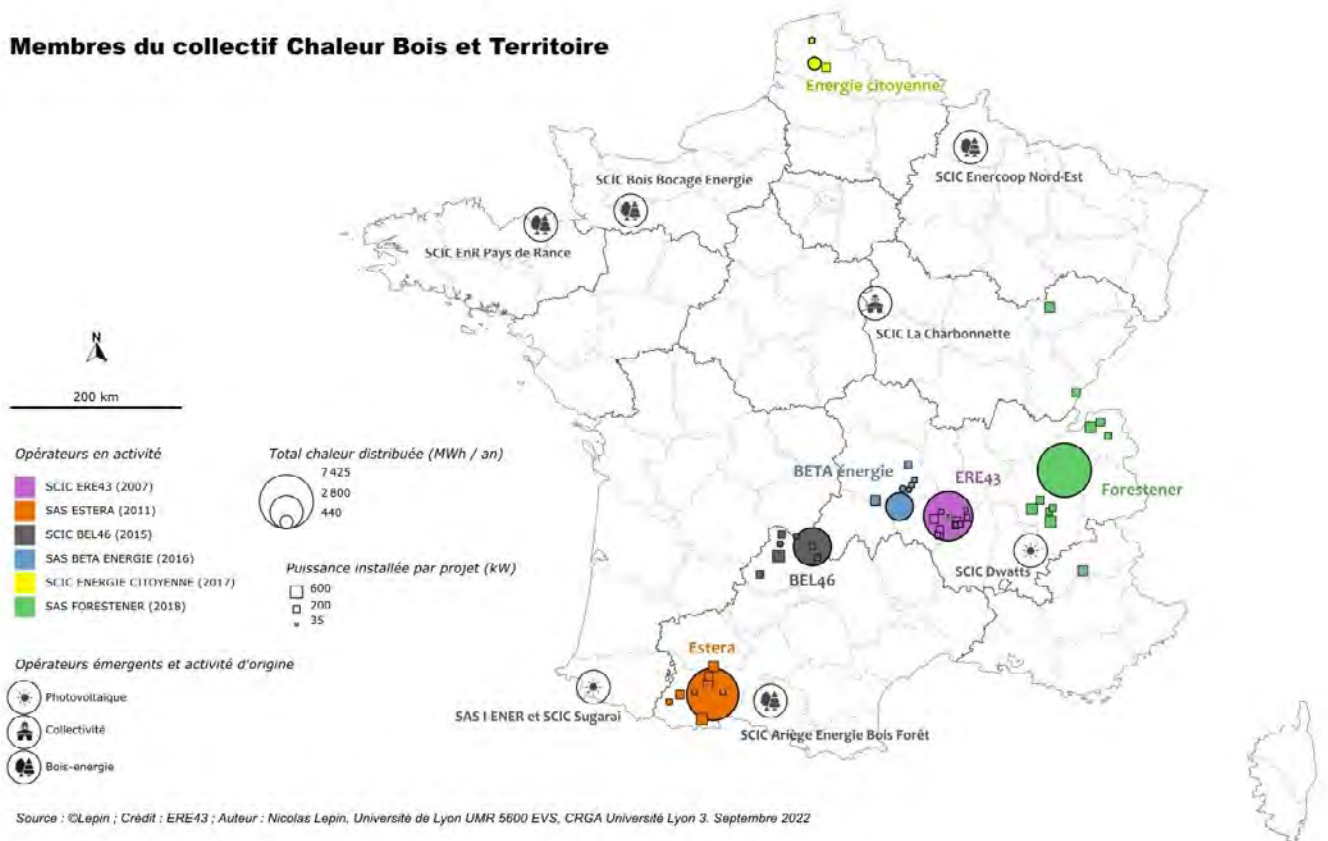 Membres du collectif Chaleur Bois et Territoire
Energie citoyenne
SCIC Enercoop Nord-Est
SCIC Bois Bocage Energie
SCIC EnR Pays de Rance
SCIC La Charbonnette
N
200 km
Opérateurs en activité
SCIC ERE43 (2007)
SAS ESTERA (2011)
SCIC BEL46 (2015)
SAS BETA ENERGIE (2016)
SCIC ENERGIE CITOYENNE (2017)
SAS FORESTENER (2018)
Total chaleur distribuée (MWh / an)
7 425
2 800
440
Puissance installée par projet (kW)
600
200
35
BETA énergie
ERE43
Forestener
BEL46
SCIC Dwatts
Estera
SAS I-ENER et SCIC Sugarai
SCIC Ariège Energie Bois Forêt
Opérateurs émergents et activité d'origine
Photovoltaïque
Collectivité
Bois-energie
Source : ©Lepin ; Crédit : ERE43 ; Auteur : Nicolas Lepin, Université de Lyon UMR 5600 EVS, CRGA Université Lyon 3. Septembre 2022